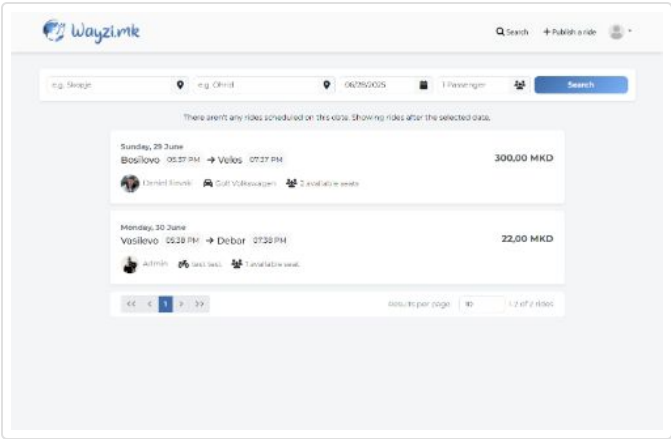 Wayzi.mk
Search + Publish a ride
e.g. Skopje e.g. Ohrid 06/28/2025 1 Passenger Search
There aren't any rides scheduled on this date. Showing rides after the selected date.
Sunday, 29 June
Bosilovo 05:37 PM → Veles 07:37 PM
300,00 MKD
Daniel Ilievski Golf Volkswagen 2 available seats
Monday, 30 June
Vasilevo 05:38 PM → Debar 07:38 PM
22,00 MKD
Admin test test 1 available seat
<< < 1 > >> Results per page: 10 1-2 of 2 rides